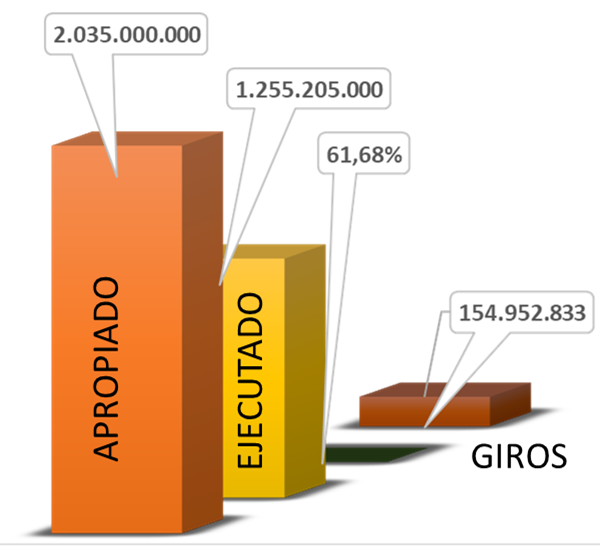 2.035.000.000
1.255.205.000
61,68%
154.952.833
APROPIADO
EJECUTADO
GIROS